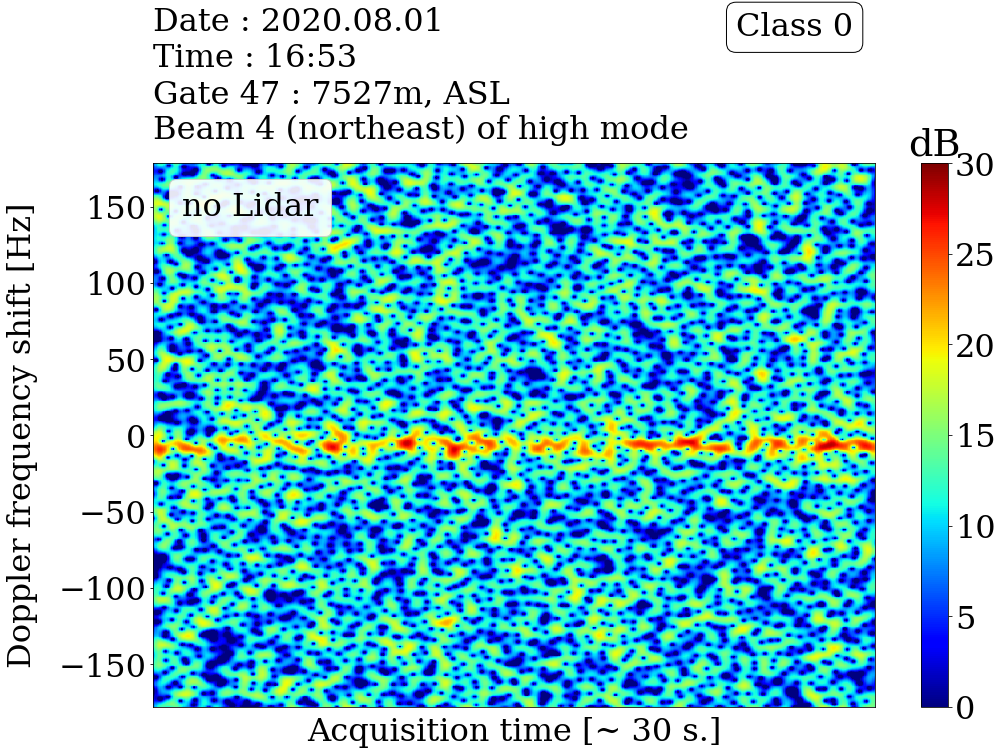 Date : 2020.08.01
Time : 16:53
Gate 47 : 7527m, ASL
Beam 4 (northeast) of high mode
Class 0
dB
no Lidar
Doppler frequency shift [Hz]
150
100
50
0
−50
−100
−150
30
25
20
15
10
5
0
Acquisition time [~ 30 s.]